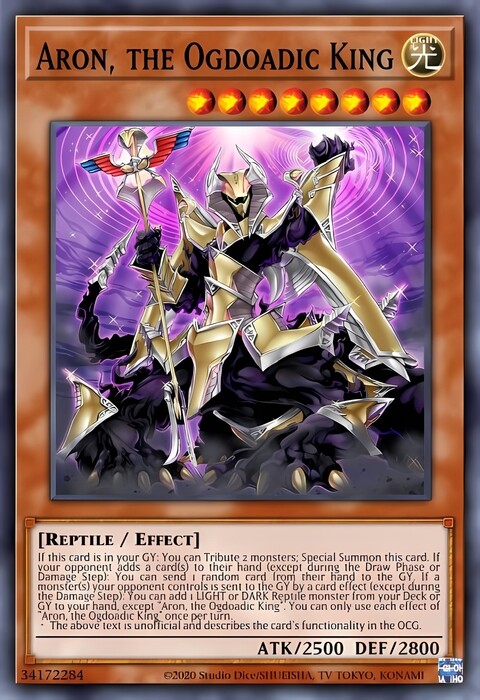 ARON, THE OGDOADIC KING
LIGHT
光
[REPTILE / EFFECT]
If this card is in your GY: You can Tribute 2 monsters; Special Summon this card. If
your opponent adds a card(s) to their hand (except during the Draw Phase or
Damage Step): You can send 1 random card from their hand to the GY. If a
monster(s) your opponent controls is sent to the GY by a card effect (except during
the Damage Step): You can add 1 LIGHT or DARK Reptile monster from your Deck or
GY to your hand, except "Aron, the Ogdoadic King". You can only use each effect of
"Aron, the Ogdoadic King" once per turn.
· The above text is unofficial and describes the card's functionality in the OCG.
ATK/2500 DEF/2800
34172284
©2020 Studio Dice/SHUEISHA, TV TOKYO, KONAMI